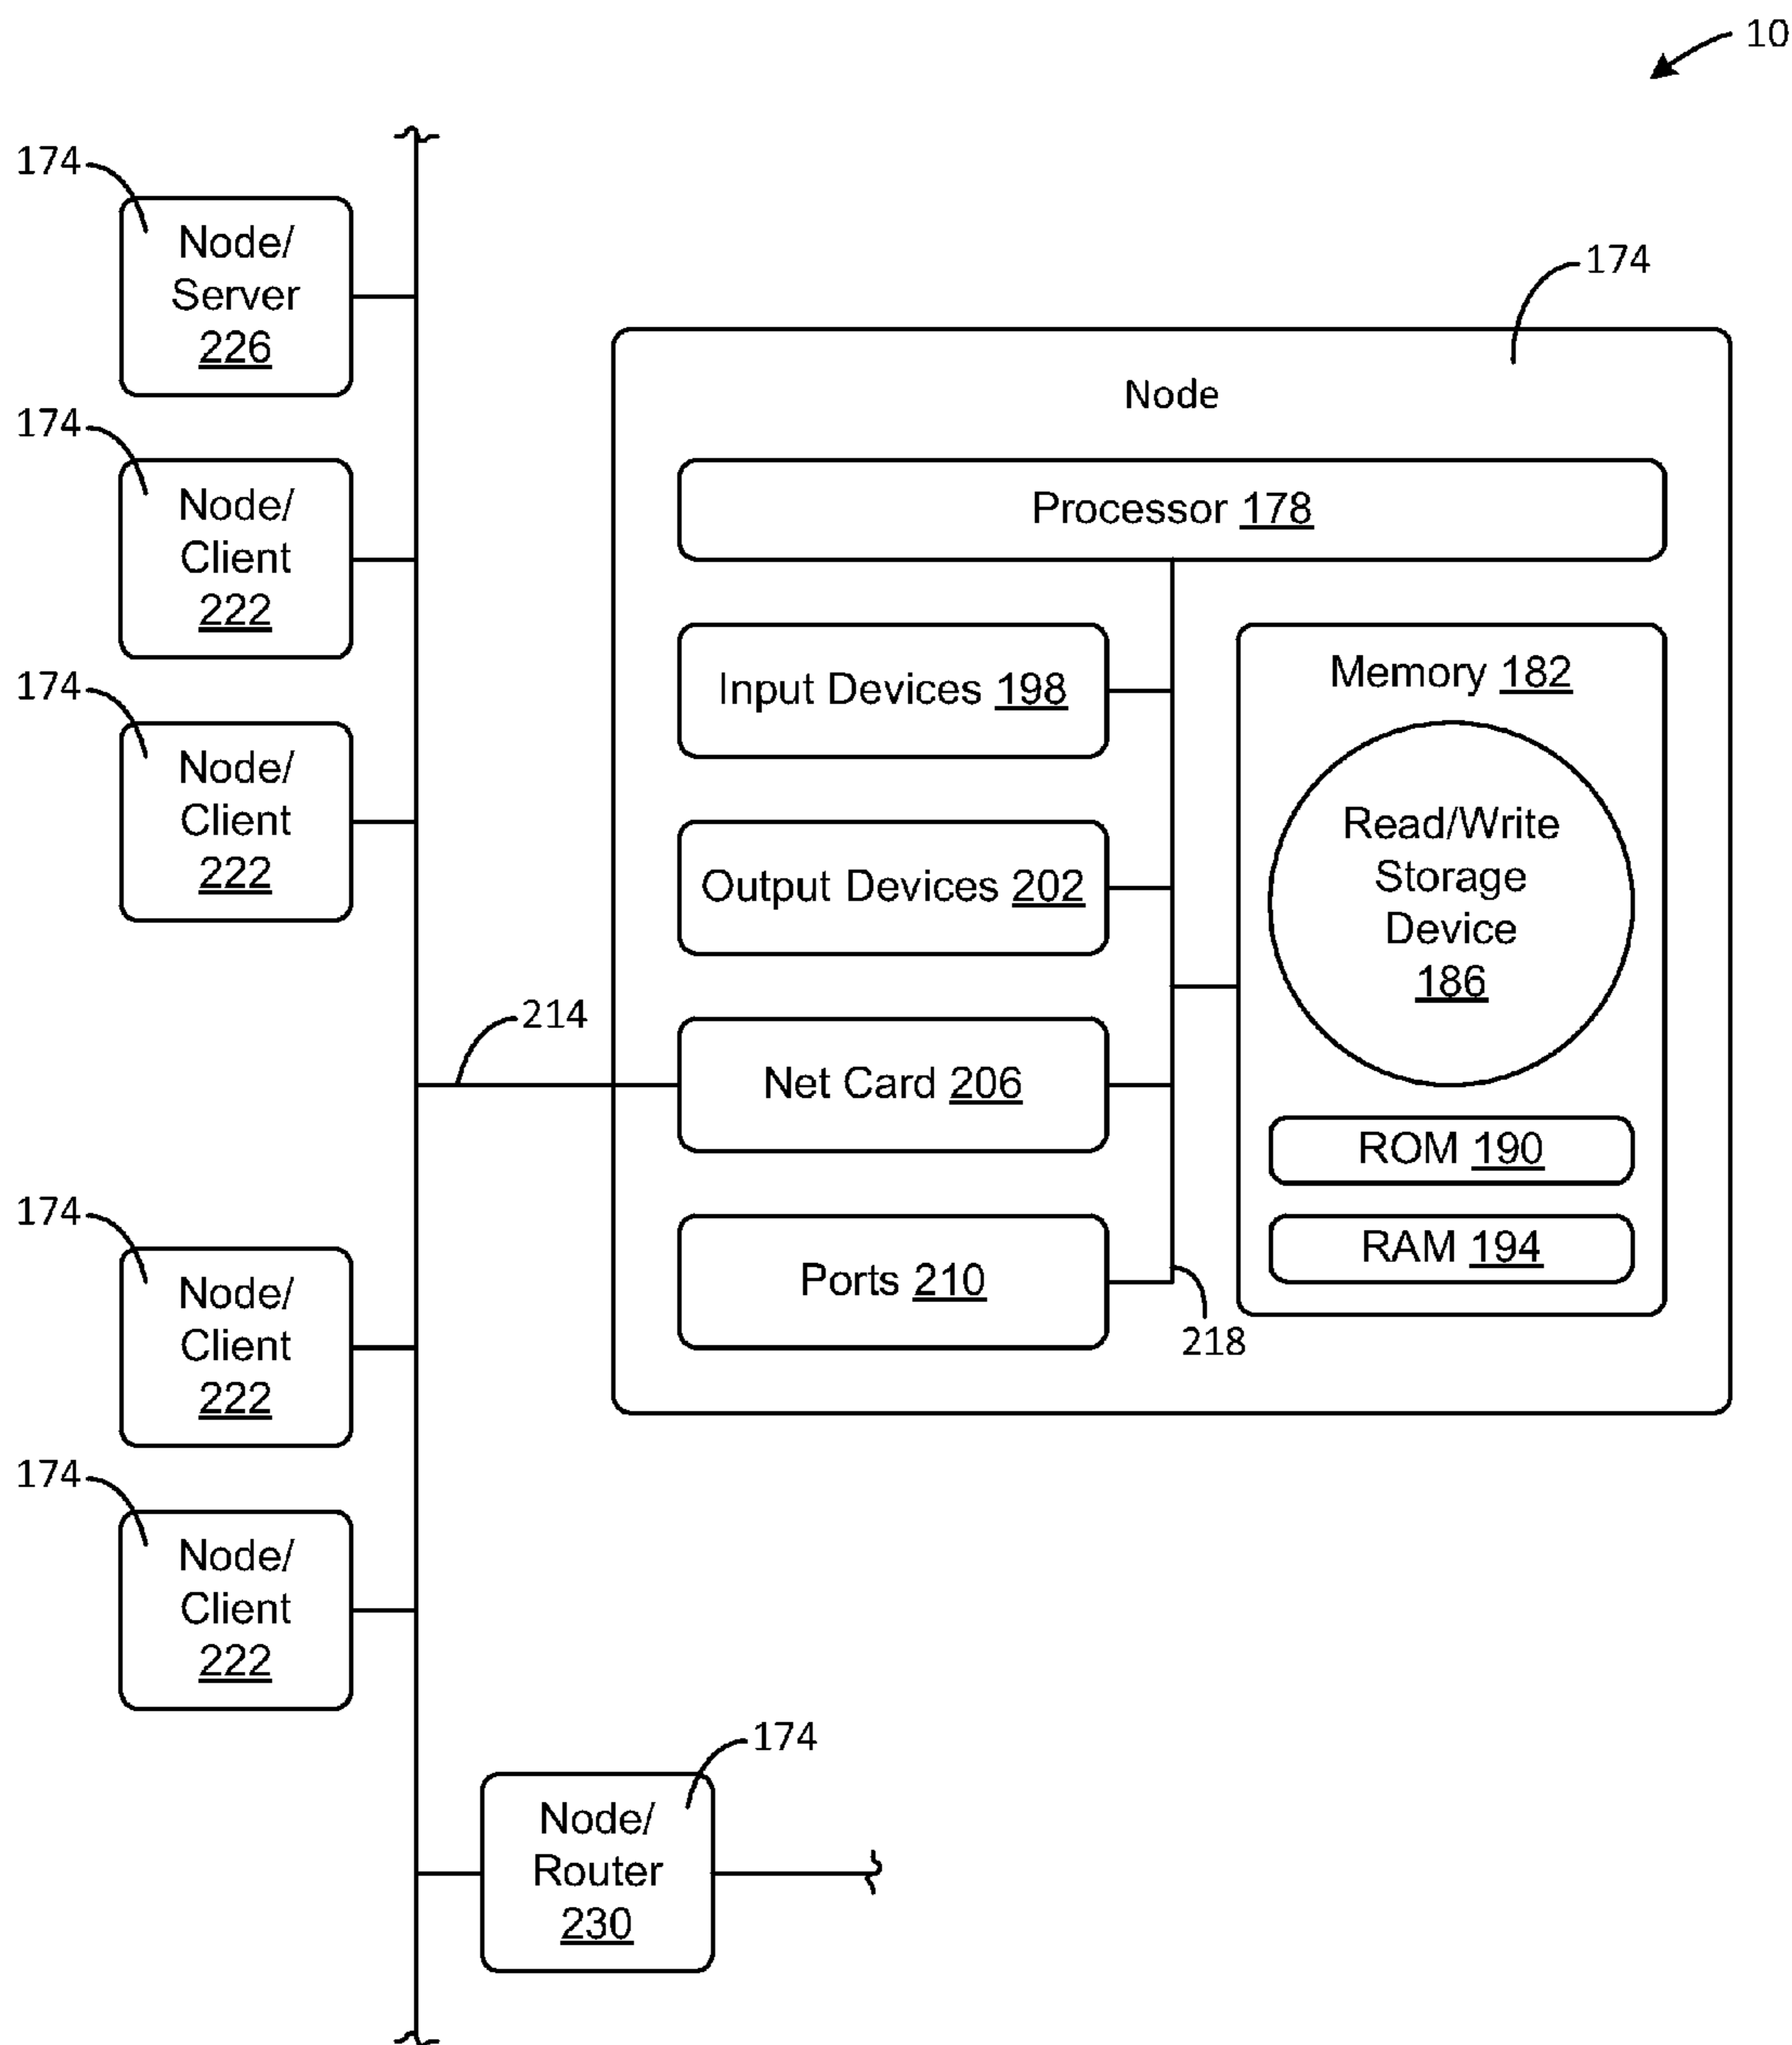 10
174
Node/
Server
226
174
Node/
Client
222
174
Node/
Client
222
174
Node
Processor 178
Input Devices 198
Output Devices 202
Net Card 206
Ports 210
Memory 182
Read/Write
Storage
Device
186
ROM 190
RAM 194
218
214
174
Node/
Client
222
174
Node/
Client
222
174
Node/
Router
230